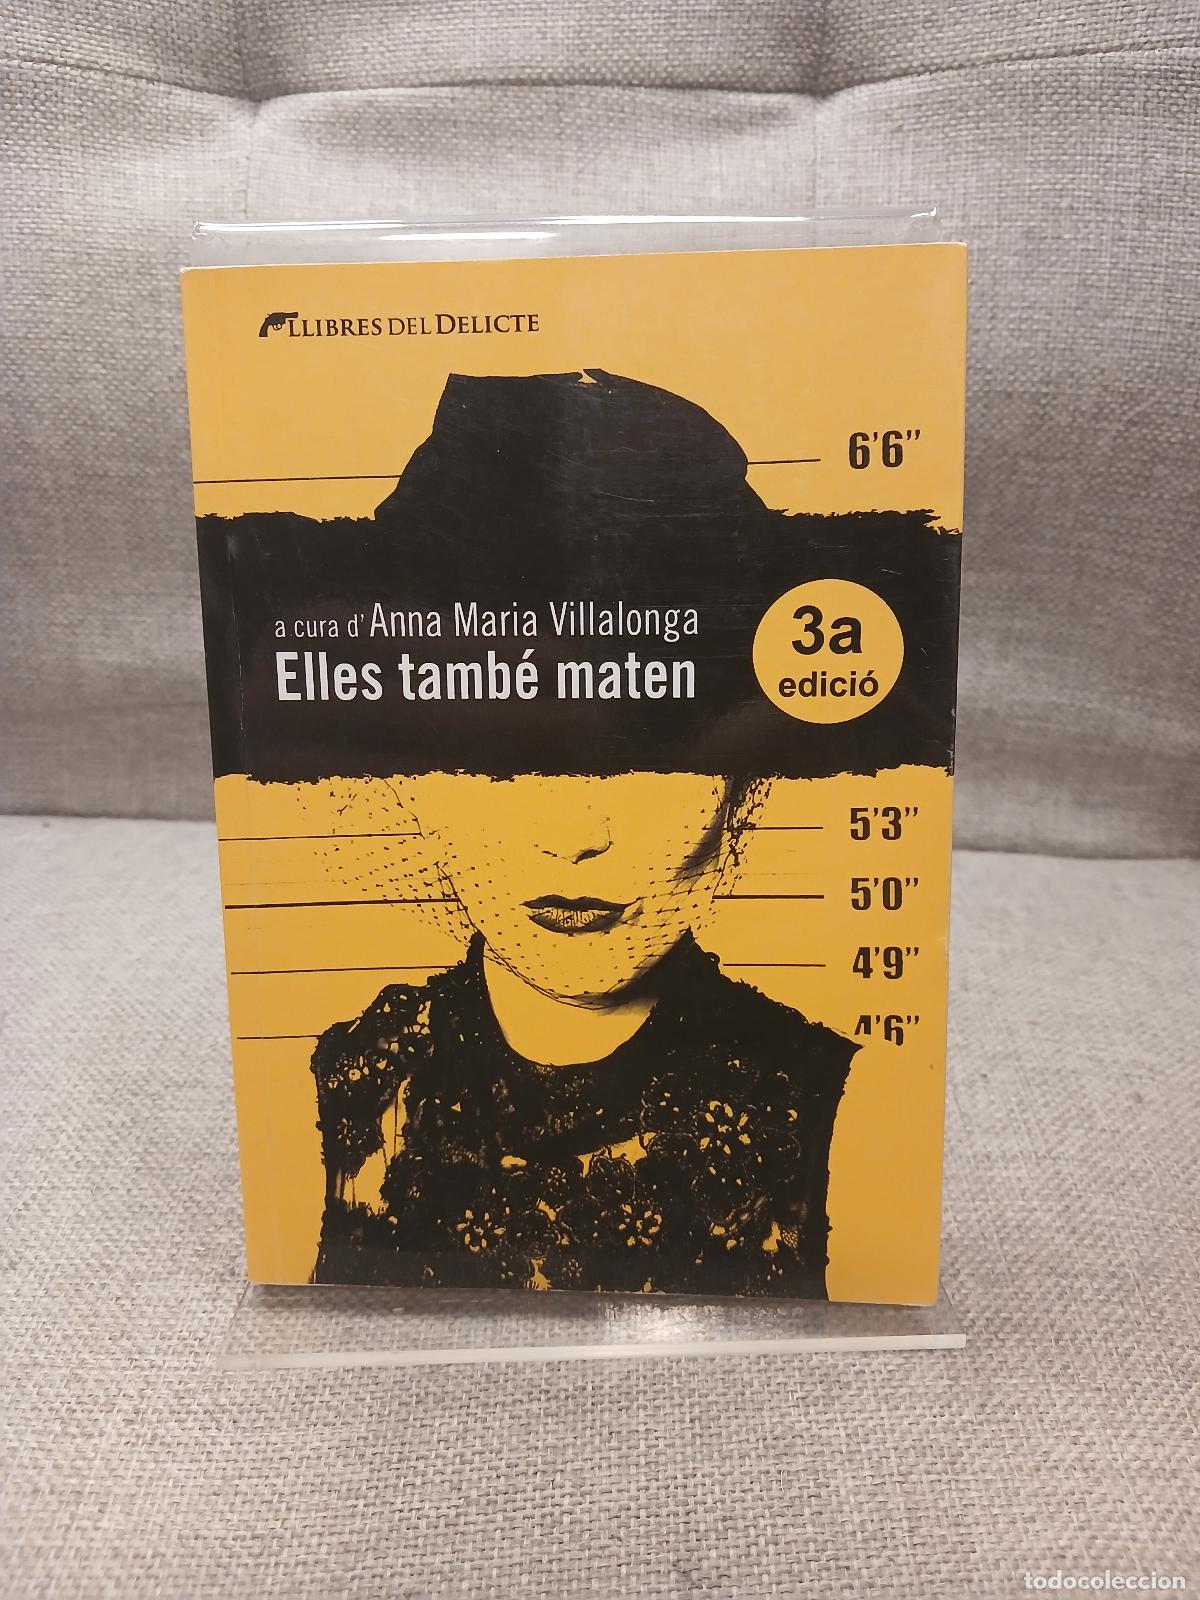 LLIBRES DEL DELICTE
6'6"
a cura d'Anna Maria Villalonga
Elles també maten
3a
edició
5'3"
5'0"
4'9"
4'6"
todocoleccion